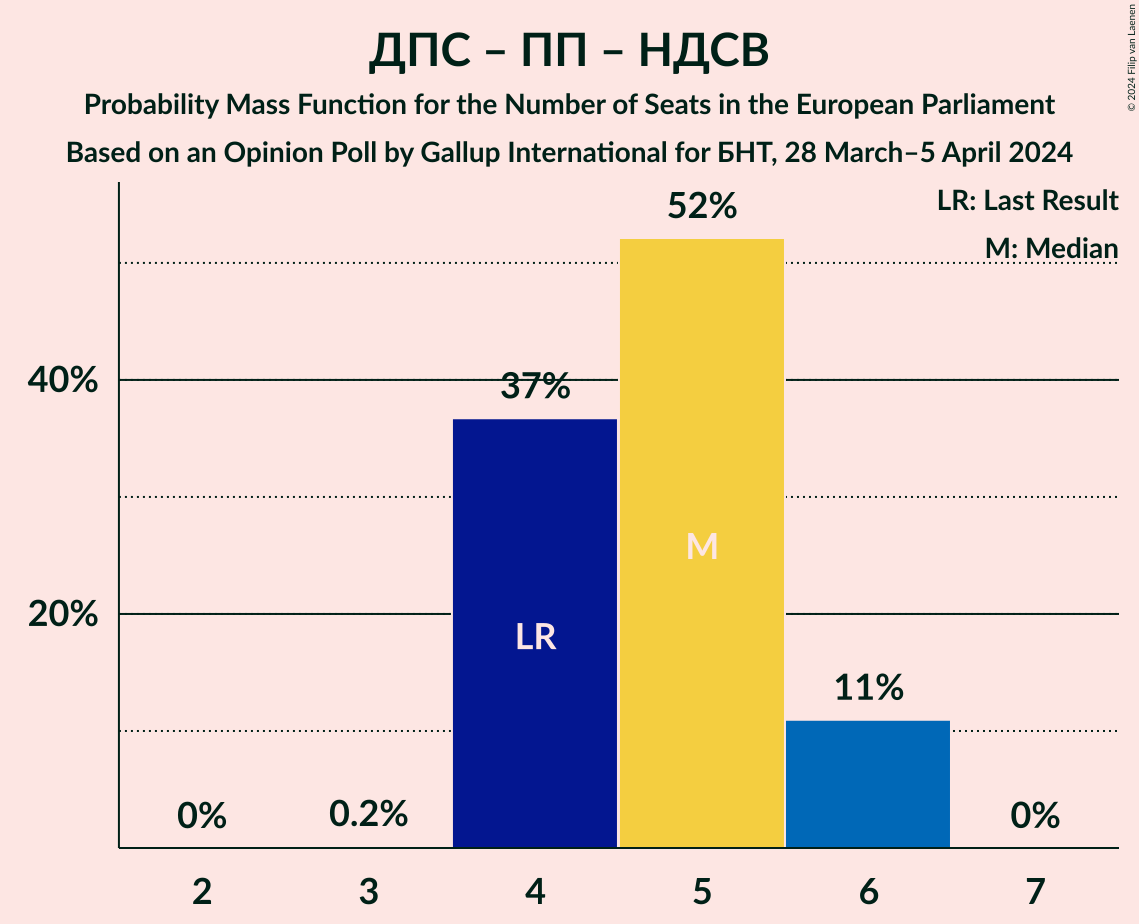 ДПС – ПП – НДСВ
Probability Mass Function for the Number of Seats in the European Parliament
Based on an Opinion Poll by Gallup International for БНТ, 28 March–5 April 2024
© 2024 Filip van Laenen
LR: Last Result
M: Median
52%
40%
37%
M
20%
LR
11%
0%
0.2%
0%
2
3
4
5
6
7